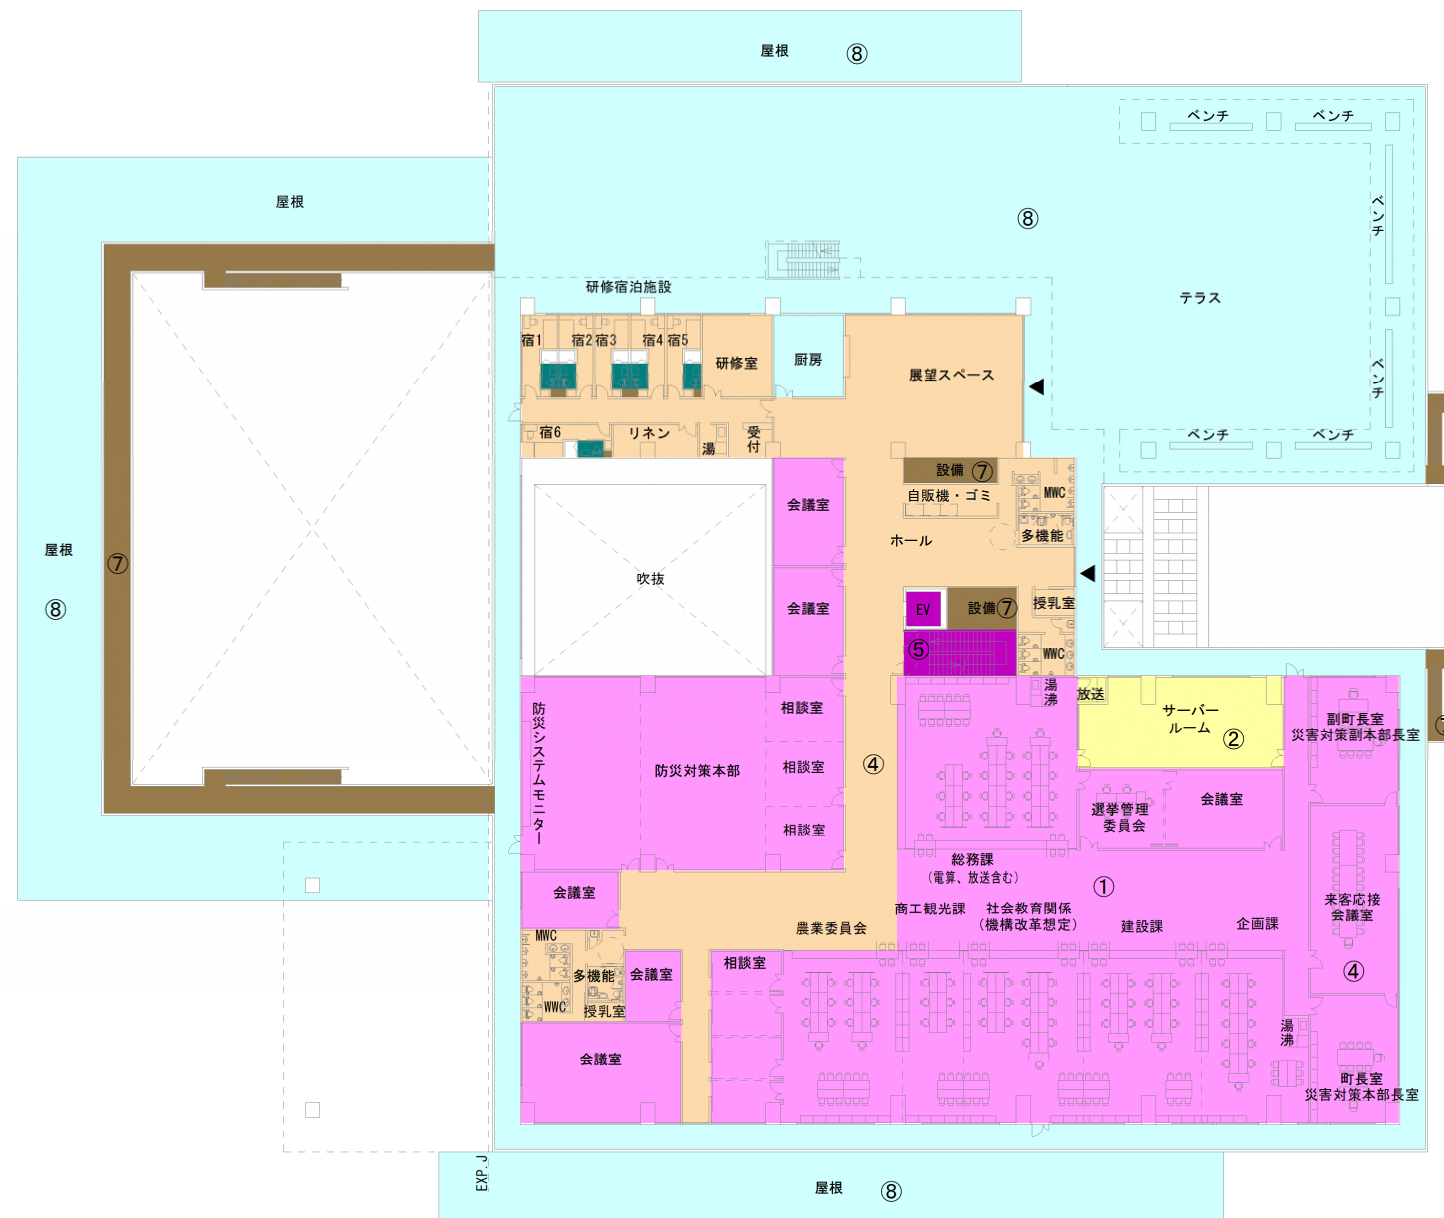 屋根 ⑧
ベンチ ベンチ
屋根
ベンチ
⑧
テラス
研修宿泊施設
宿1 宿2 宿3 宿4 宿5
研修室
厨房
展望スペース
ベンチ
ベンチ ベンチ
宿6
リネン
湯
受付
設備 ⑦
自販機・ゴミ
MWC
多機能
会議室
ホール
屋根
⑦
⑧
吹抜
会議室
EV
設備⑦
授乳室
⑤
WWC
湯沸
放送
サーバー
ルーム
②
副町長室
災害対策副本部長室
⑦
防災システムモニター
相談室
防災対策本部
相談室
④
相談室
選挙管理
委員会
会議室
総務課
(電算、放送含む)
①
会議室
商工観光課
社会教育関係
(機構改革想定)
農業委員会
建設課
企画課
来客応接
会議室
④
MWC
多機能
会議室
相談室
WWC
授乳室
会議室
湯沸
町長室
災害対策本部長室
EXP.J
屋根 ⑧